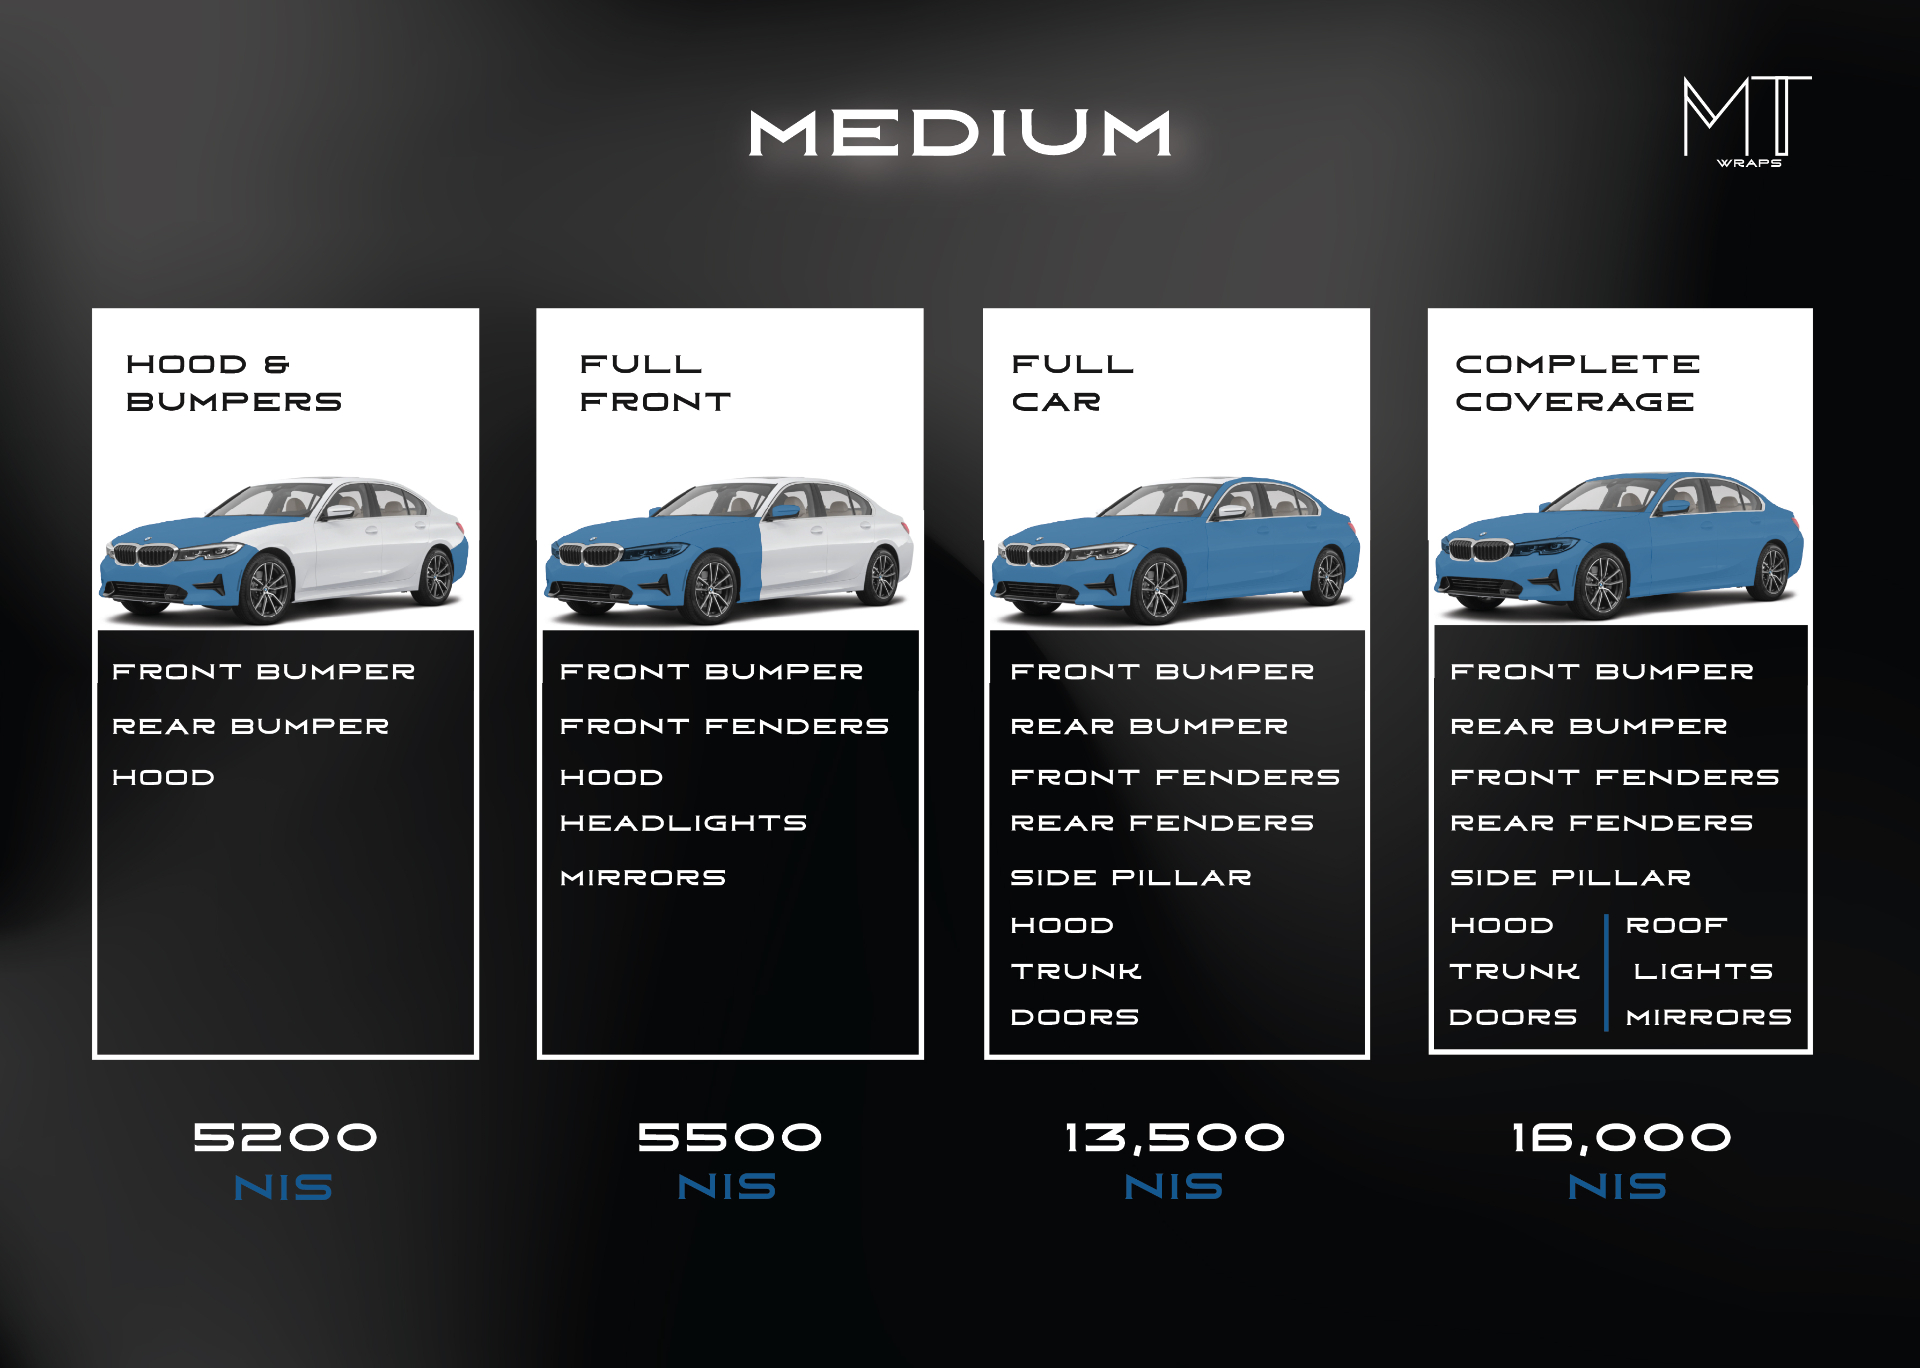 MEDIUM
MT
WRAPS
HOOD &
BUMPERS
FRONT BUMPER
REAR BUMPER
HOOD
5200
NIS
FULL
FRONT
FRONT BUMPER
FRONT FENDERS
HOOD
HEADLIGHTS
MIRRORS
5500
NIS
FULL
CAR
FRONT BUMPER
REAR BUMPER
FRONT FENDERS
REAR FENDERS
SIDE PILLAR
HOOD
TRUNK
DOORS
13,500
NIS
COMPLETE
COVERAGE
FRONT BUMPER
REAR BUMPER
FRONT FENDERS
REAR FENDERS
SIDE PILLAR
HOOD
TRUNK
DOORS
ROOF
LIGHTS
MIRRORS
16,000
NIS